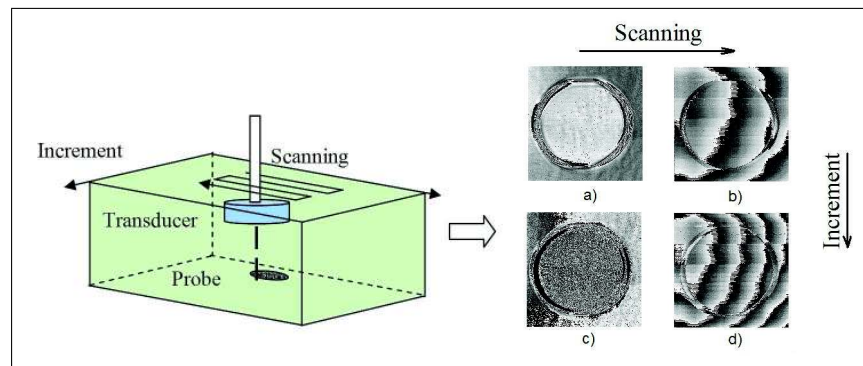 Scanning
Increment
Scanning
Transducer
Probe
a)
b)
Increment
c)
d)